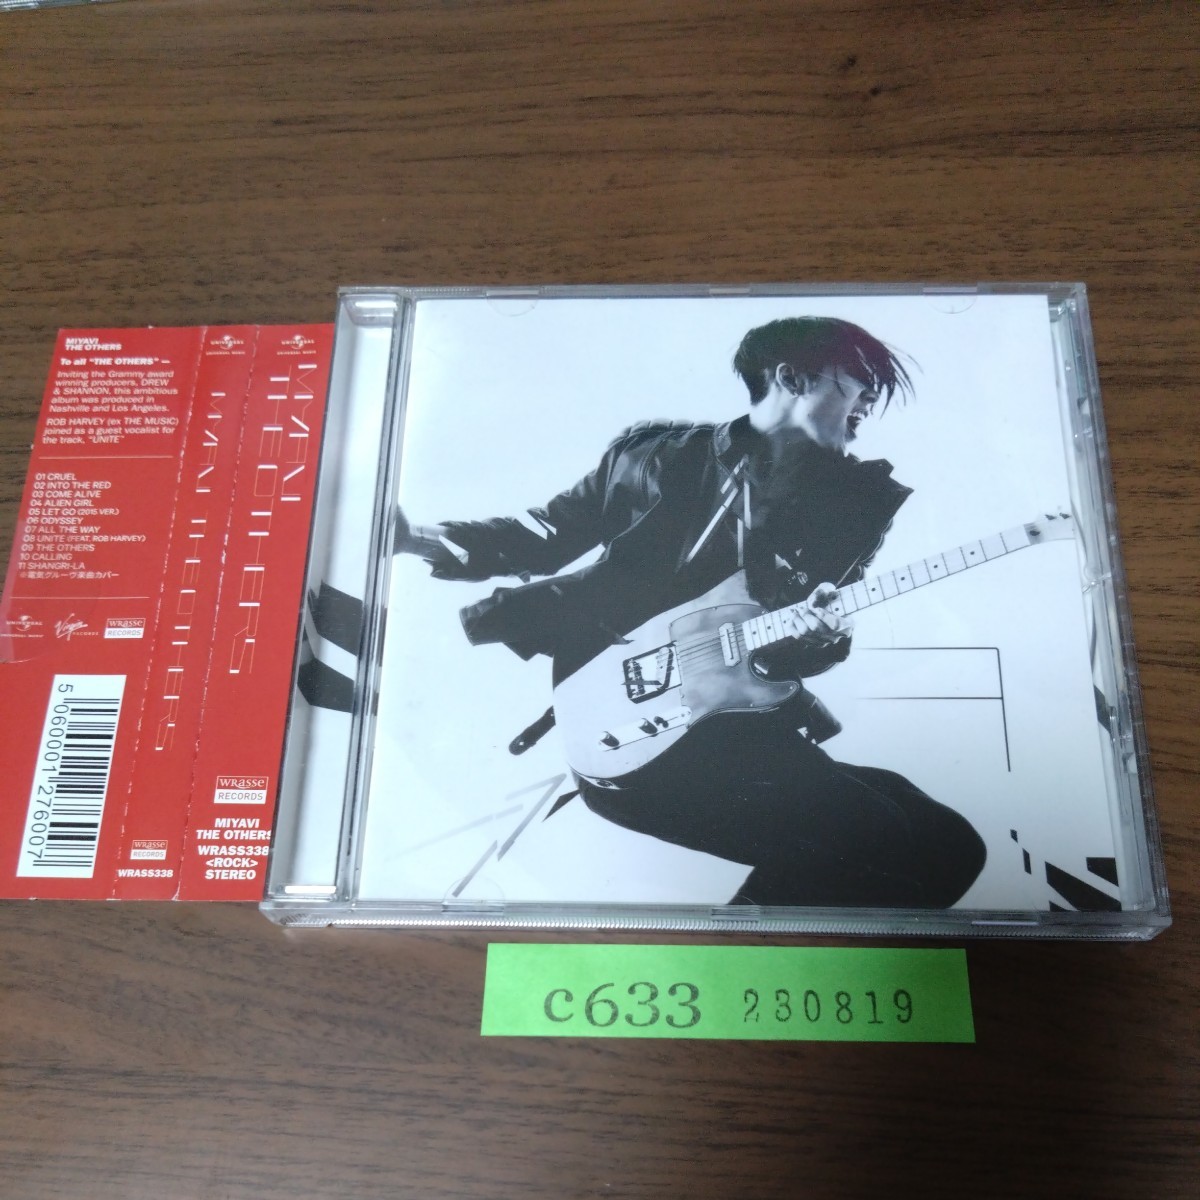 MIYAVI
THE OTHERS
To all "THE OTHERS" —
Inviting the Grammy award
winning producers, DREW
& SHANNON, this ambitious
album was produced in
Nashville and Los Angeles.
ROB HARVEY (ex THE MUSIC)
joined as a guest vocalist for
the track, "UNITE"
01 CRUEL
02 INTO THE RED
03 COME ALIVE
04 ALIEN GIRL
05 LET GO (2015 VER.)
06 ODYSSEY
07 ALL THE WAY
08 UNITE (FEAT. ROB HARVEY)
09 THE OTHERS
10 CALLING
11 SHANGRI-LA
※電気グルーヴ楽曲カバー
UNIVERSAL
UNIVERSAL MUSIC
Virgin
RECORDS
wrasse
RECORDS
5 060001 276007
UNIVERSAL
UNIVERSAL MUSIC
MIYAVI THE OTHERS
wrasse
RECORDS
WRASS338
UNIVERSAL
UNIVERSAL MUSIC
MIYAVI
THE OTHERS
wrasse
RECORDS
MIYAVI
THE OTHERS
WRASS338
<ROCK>
STEREO
c633 230819